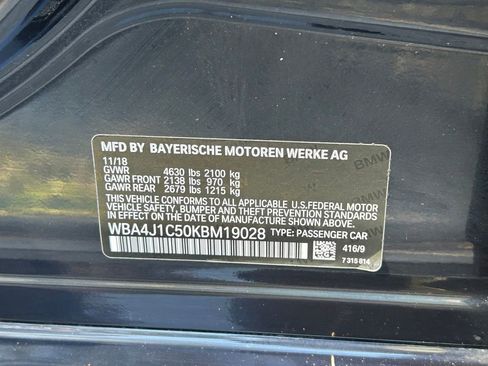 MFD BY BAYERISCHE MOTOREN WERKE AG
11/18
GVWR 4630 lbs 2100 kg
GAWR FRONT 2138 lbs 970 kg
GAWR REAR 2679 lbs 1215 kg
THIS VEHICLE CONFORMS TO ALL APPLICABLE U.S.FEDERAL MOTOR
VEHICLE SAFETY, BUMPER AND THEFT PREVENTION STANDARDS
IN EFFECT ON THE DATE OF MANUFACTURE SHOWN ABOVE.
WBA4J1C50KBM19028 TYPE: PASSENGER CAR
416/9
7 315 814
BMW
BMW